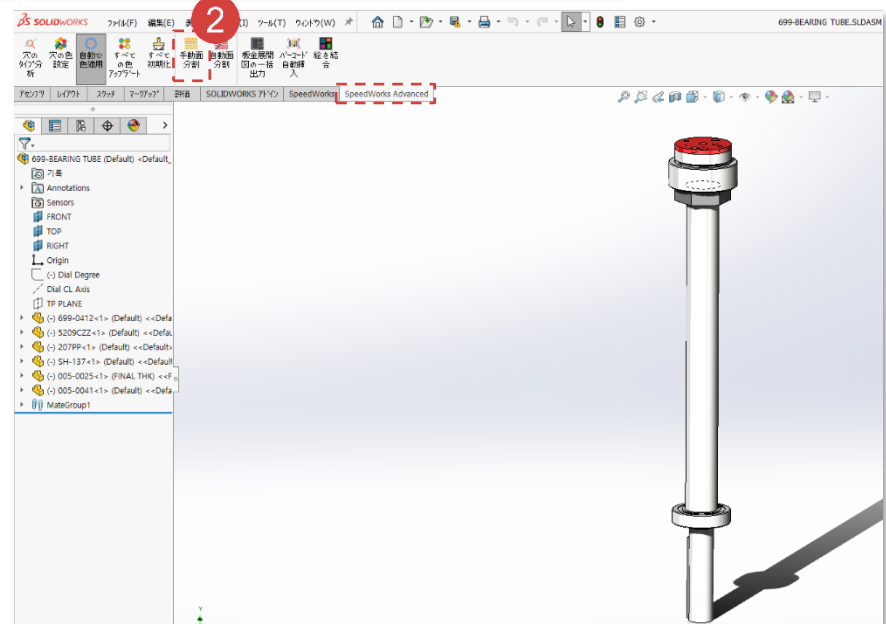 2
SOLIDWORKS ファイル(F) 編集(E) (I) ツール(T) ウィンドウ(W) 699-BEARING TUBE.SLDASM
穴の
タイプ分
析
穴の色
設定
自動で
色適用
すべて
の色
アップデート
すべて
初期化
手動面
分割
自動面
分割
板金展開
図の一括
出力
バーコード
自動挿
入
絵を結
合
アセンブリ レイアウト スケッチ マークアップ 評価 SOLIDWORKS アドイン SpeedWorks SpeedWorks Advanced
699-BEARING TUBE (Default) <Default_
기록
Annotations
Sensors
FRONT
TOP
RIGHT
Origin
(-) Dial Degree
Dial CL Axis
TP PLANE
(-) 699-0412<1> (Default) <<Defa
(-) 5209CZZ<1> (Default) <<Defau
(-) 207PP<1> (Default) <<Default>
(-) SH-137<1> (Default) <<Default
(-) 005-0025<1> (FINAL THK) <<F
(-) 005-0041<1> (Default) <<Defa
MateGroup1
Y